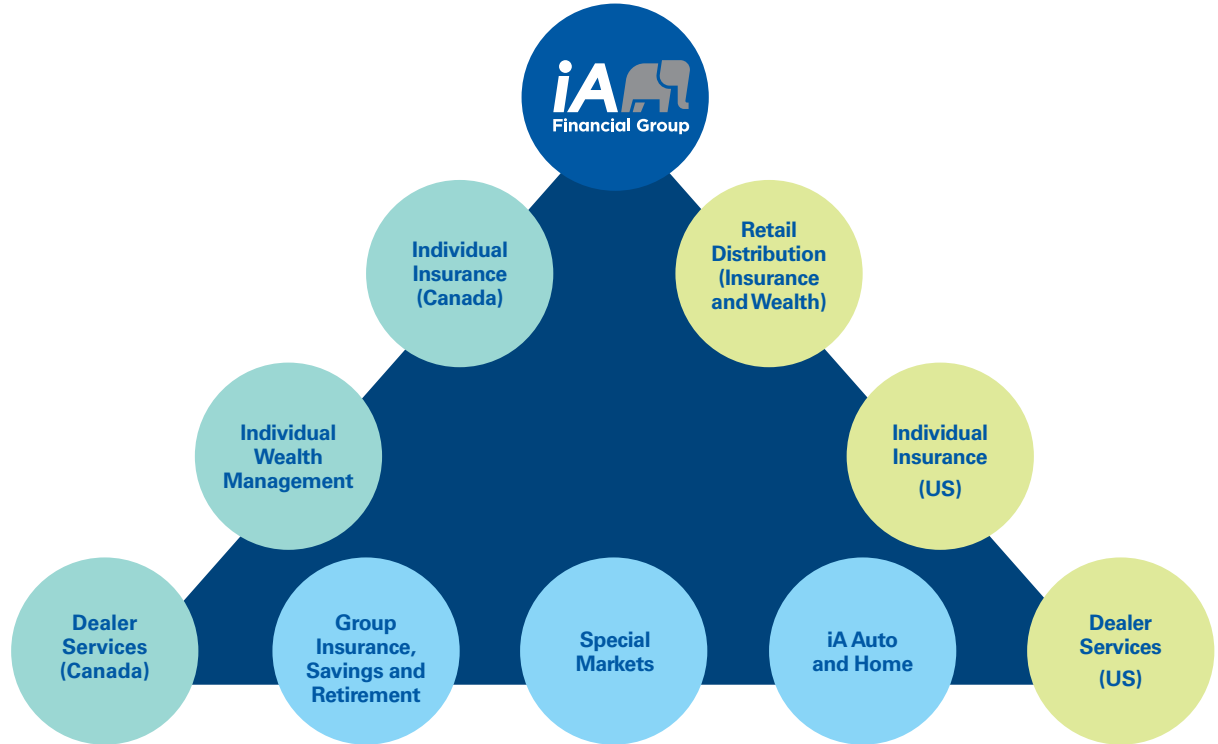 iA
Financial Group
Individual
Insurance
(Canada)
Retail
Distribution
(Insurance
and Wealth)
Individual
Wealth
Management
Individual
Insurance
(US)
Dealer
Services
(Canada)
Group
Insurance,
Savings and
Retirement
Special
Markets
iA Auto
and Home
Dealer
Services
(US)